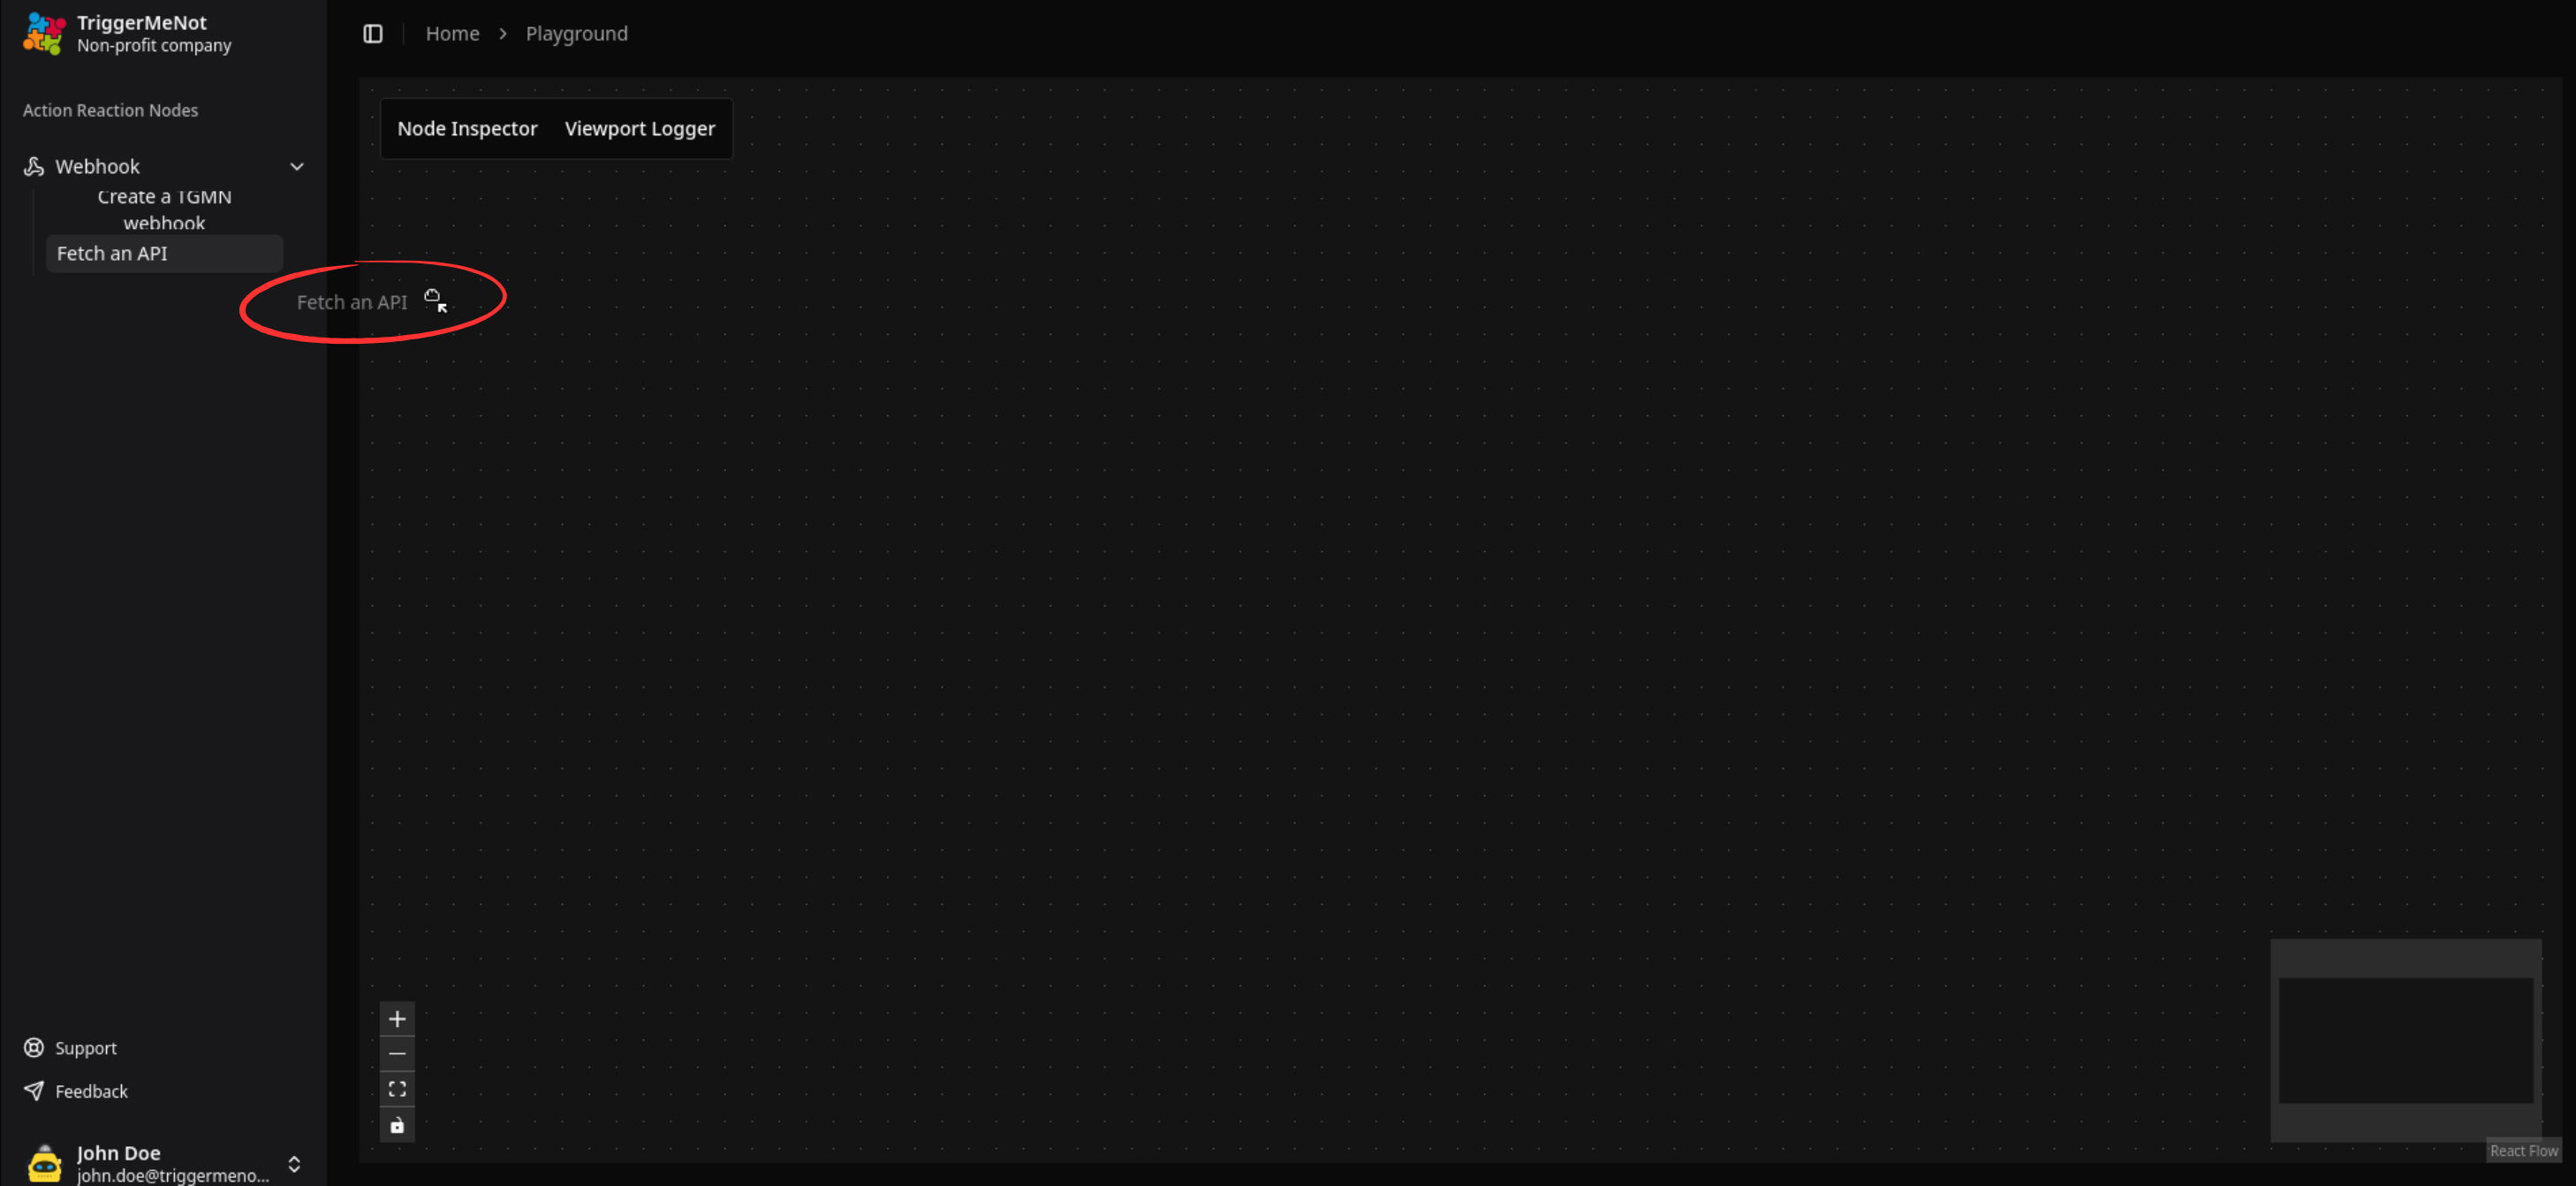 TriggerMeNot
Non-profit company
Home > Playground
Action Reaction Nodes
Node Inspector Viewport Logger
Webhook
Create a TGMN
webhook
Fetch an API
Fetch an API
Support
Feedback
John Doe
john.doe@triggermeno...
React Flow